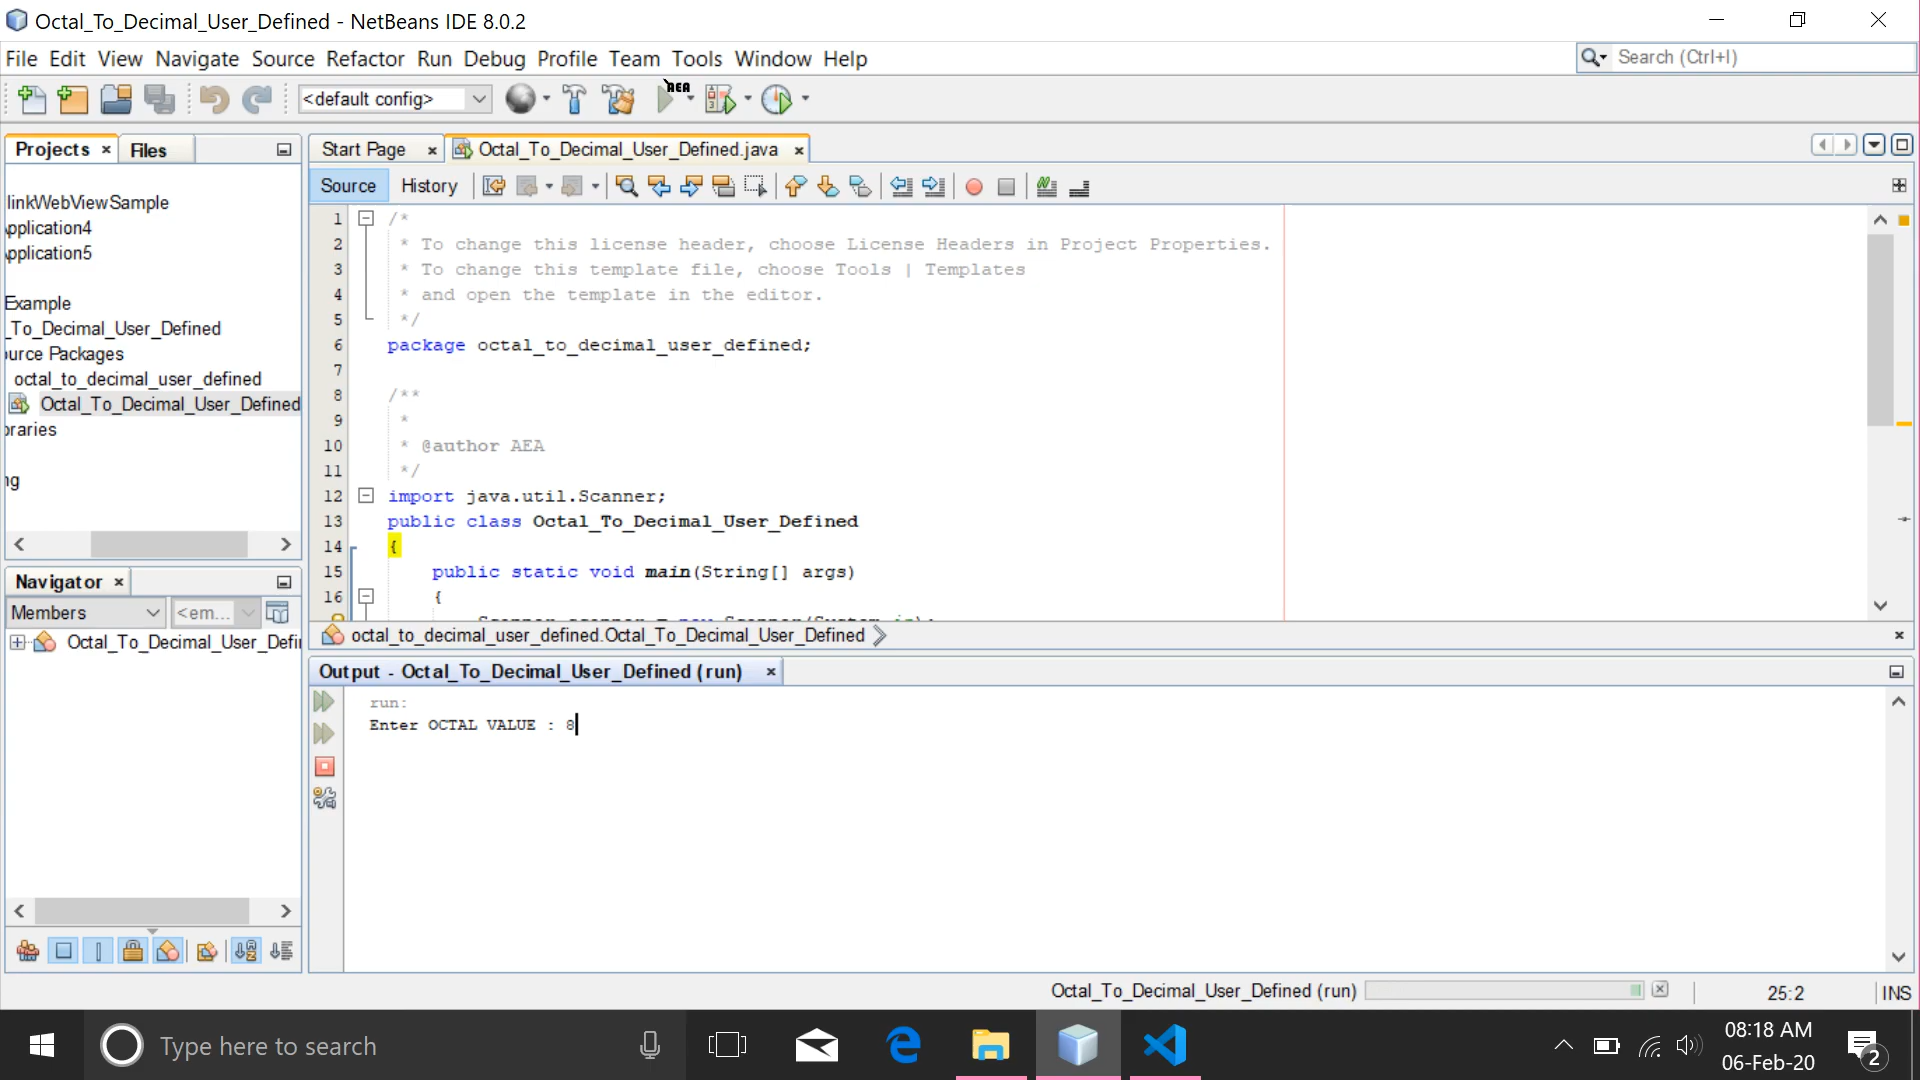 Octal_To_Decimal_User_Defined - NetBeans IDE 8.0.2
File Edit View Navigate Source Refactor Run Debug Profile Team Tools Window Help
Search (Ctrl+I)
<default config>
AEA
Projects
Files
Start Page
Octal_To_Decimal_User_Defined.java
Source
History
linkWebViewSample
pplication4
pplication5
Example
_To_Decimal_User_Defined
urce Packages
octal_to_decimal_user_defined
Octal_To_Decimal_User_Defined
raries
ng
1 /*
2 * To change this license header, choose License Headers in Project Properties.
3 * To change this template file, choose Tools | Templates
4 * and open the template in the editor.
5 */
6 package octal_to_decimal_user_defined;
7
8 /**
9 *
10 * @author AEA
11 */
12 import java.util.Scanner;
13 public class Octal_To_Decimal_User_Defined
14 {
15 public static void main(String[] args)
16 {
octal_to_decimal_user_defined.Octal_To_Decimal_User_Defined
Navigator
Members
<em...
Octal_To_Decimal_User_Defi
Output - Octal_To_Decimal_User_Defined (run)
run:
Enter OCTAL VALUE : 8
Octal_To_Decimal_User_Defined (run)
25:2
INS
Type here to search
08:18 AM
06-Feb-20
2